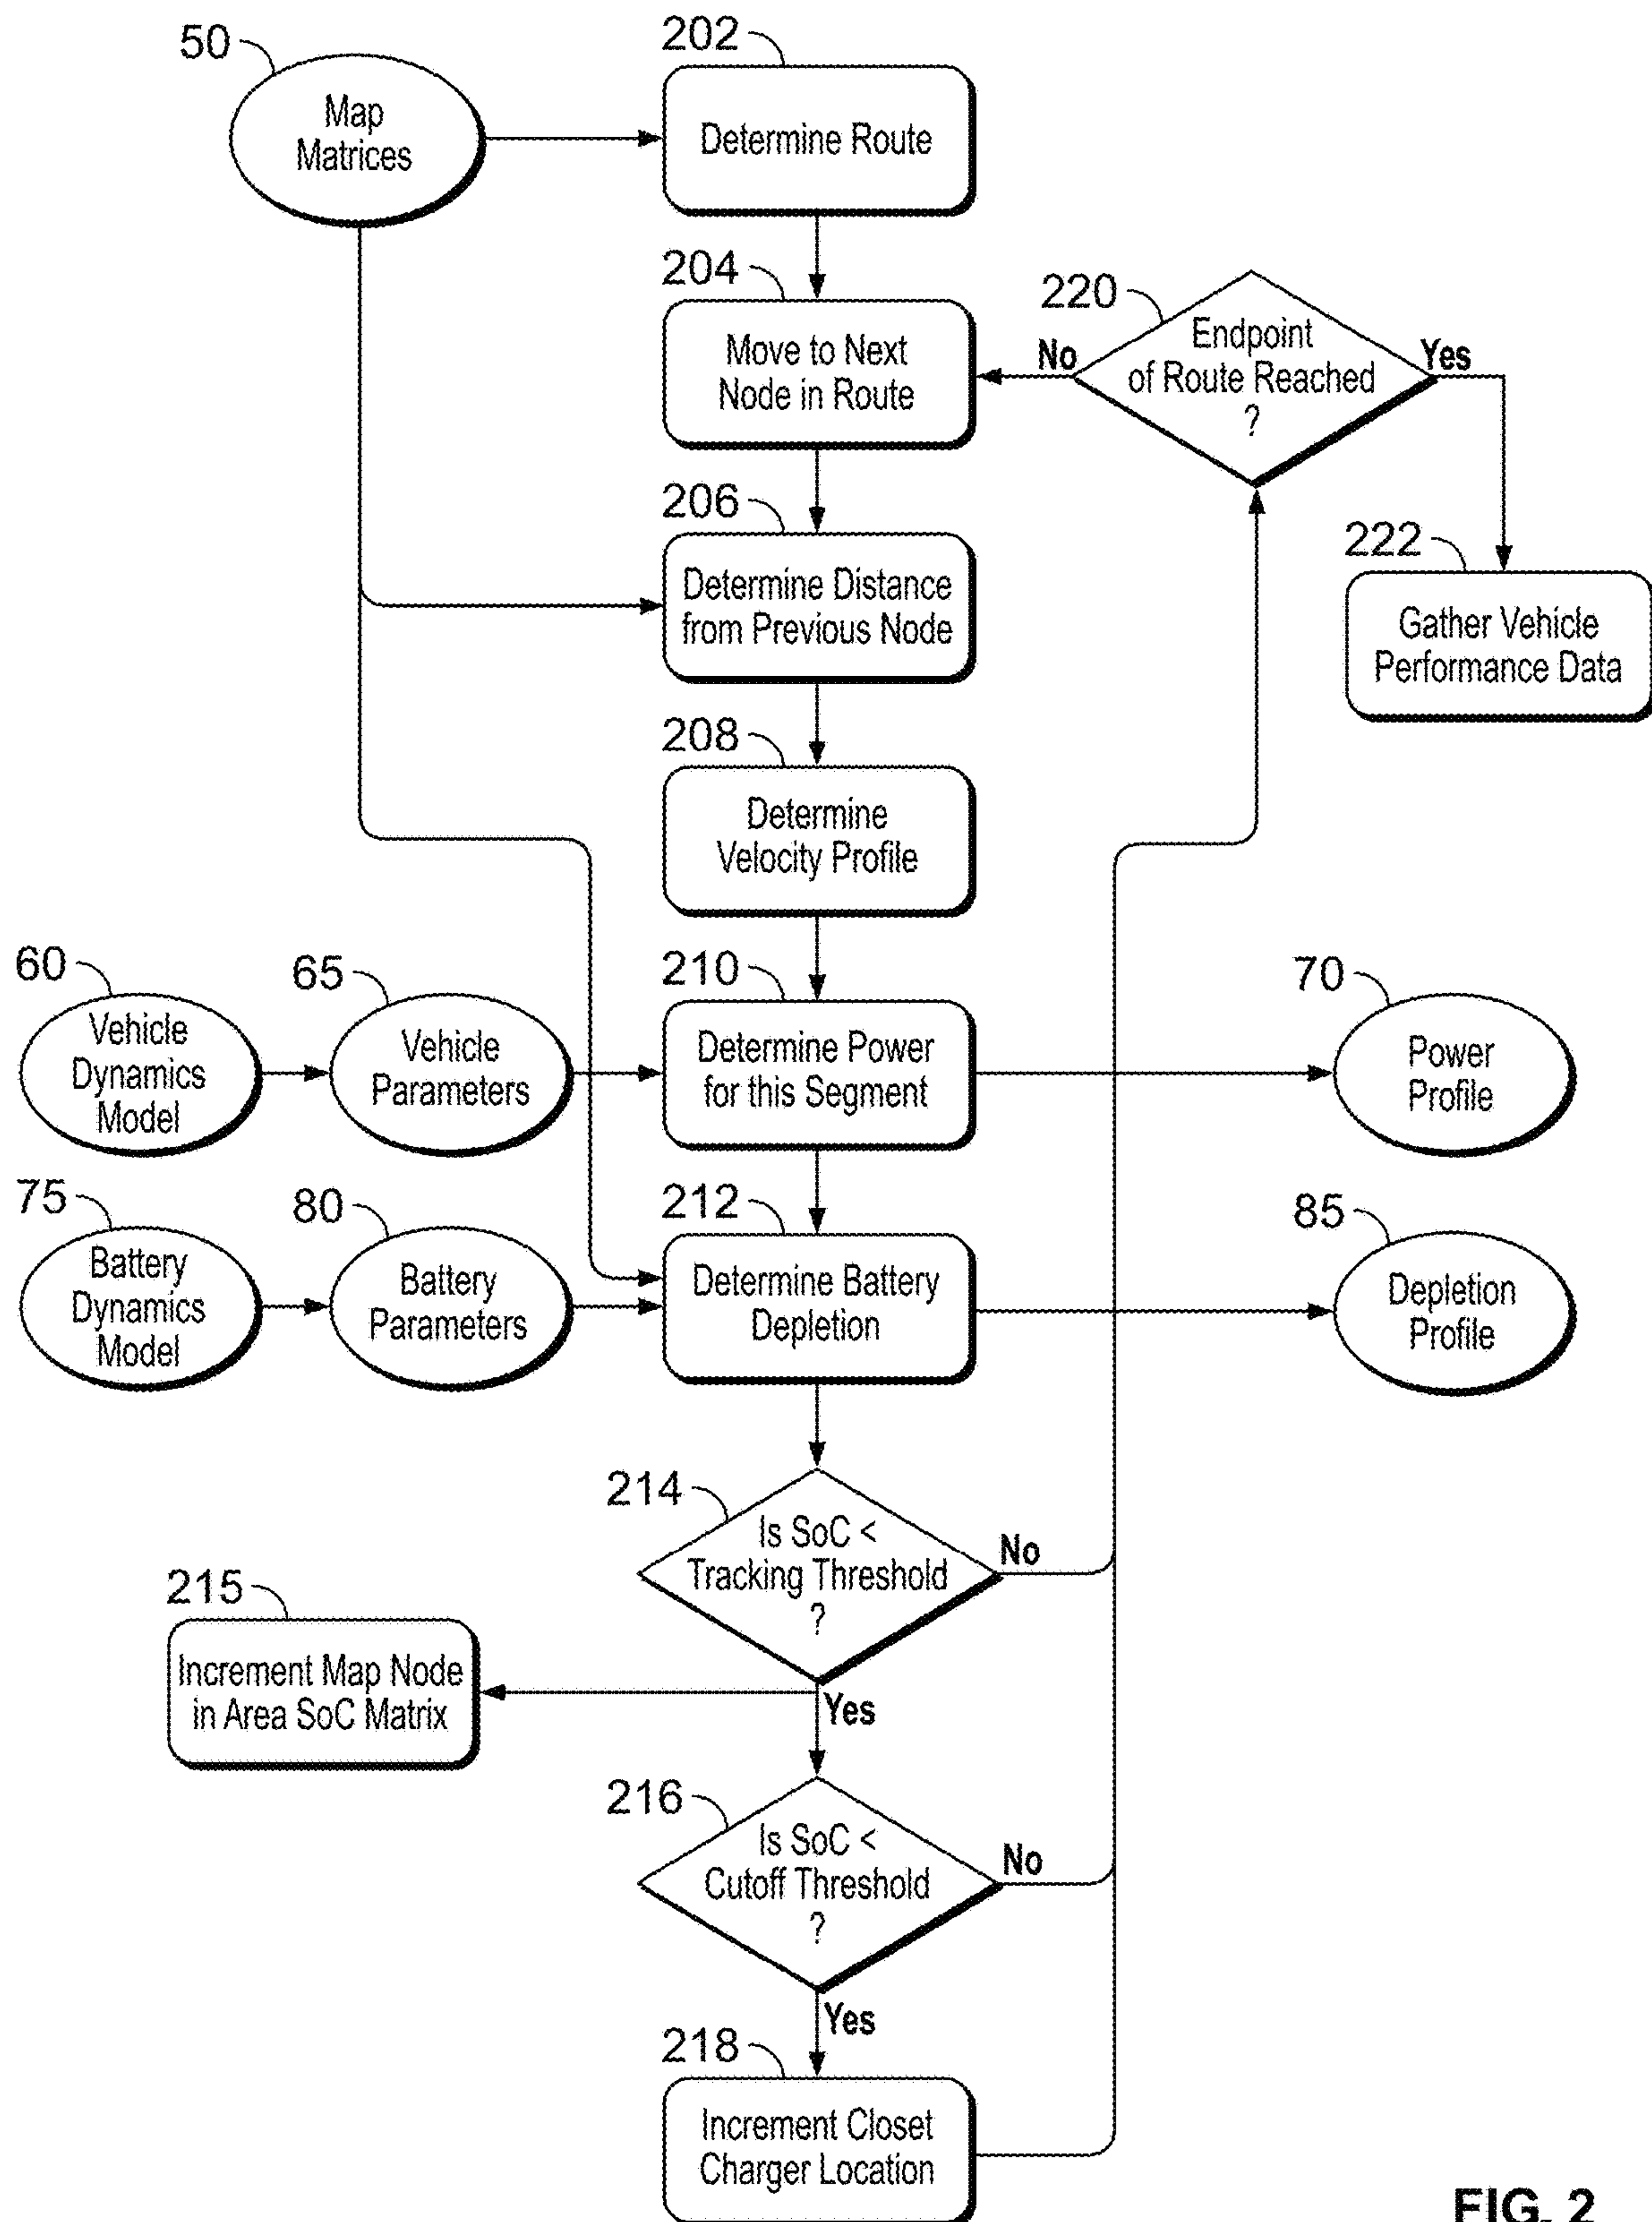 50
Map
Matrices
202
Determine Route
204
Move to Next
Node in Route
220
Endpoint
of Route Reached
?
No
Yes
206
Determine Distance
from Previous Node
222
Gather Vehicle
Performance Data
208
Determine
Velocity Profile
60
Vehicle
Dynamics
Model
65
Vehicle
Parameters
210
Determine Power
for this Segment
70
Power
Profile
75
Battery
Dynamics
Model
80
Battery
Parameters
212
Determine Battery
Depletion
85
Depletion
Profile
214
Is SoC <
Tracking Threshold
?
No
Yes
215
Increment Map Node
in Area SoC Matrix
216
Is SoC <
Cutoff Threshold
?
No
Yes
218
Increment Closet
Charger Location
FIG. 2